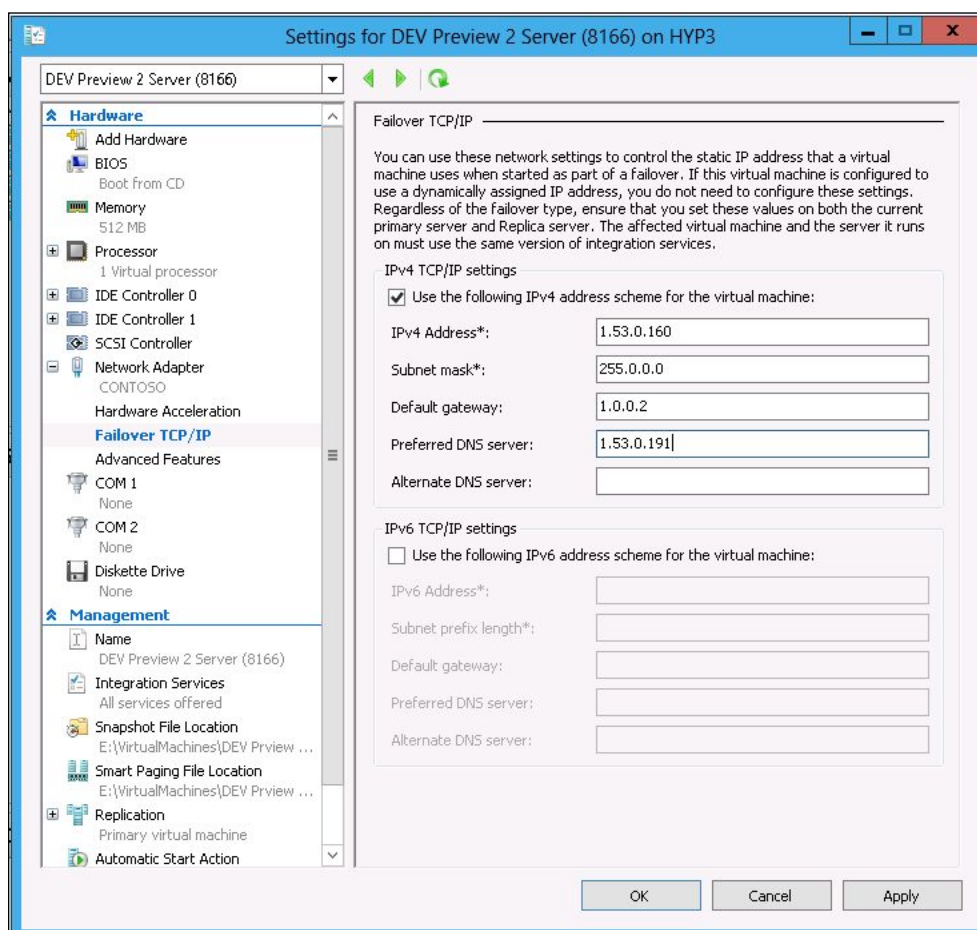 Settings for DEV Preview 2 Server (8166) on HYP3
DEV Preview 2 Server (8166)
Hardware
Add Hardware
BIOS
Boot from CD
Memory
512 MB
Processor
1 Virtual processor
IDE Controller 0
IDE Controller 1
SCSI Controller
Network Adapter
CONTOSO
Hardware Acceleration
Failover TCP/IP
Advanced Features
COM 1
None
COM 2
None
Diskette Drive
None
Management
Name
DEV Preview 2 Server (8166)
Integration Services
All services offered
Snapshot File Location
E:\VirtualMachines\DEV Prview ...
Smart Paging File Location
E:\VirtualMachines\DEV Prview ...
Replication
Primary virtual machine
Automatic Start Action
Failover TCP/IP
You can use these network settings to control the static IP address that a virtual
machine uses when started as part of a failover. If this virtual machine is configured to
use a dynamically assigned IP address, you do not need to configure these settings.
Regardless of the failover type, ensure that you set these values on both the current
primary server and Replica server. The affected virtual machine and the server it runs
on must use the same version of integration services.
IPv4 TCP/IP settings
Use the following IPv4 address scheme for the virtual machine:
IPv4 Address*: 1.53.0.160
Subnet mask*: 255.0.0.0
Default gateway: 1.0.0.2
Preferred DNS server: 1.53.0.191
Alternate DNS server:
IPv6 TCP/IP settings
Use the following IPv6 address scheme for the virtual machine:
IPv6 Address*:
Subnet prefix length*:
Default gateway:
Preferred DNS server:
Alternate DNS server:
OK Cancel Apply